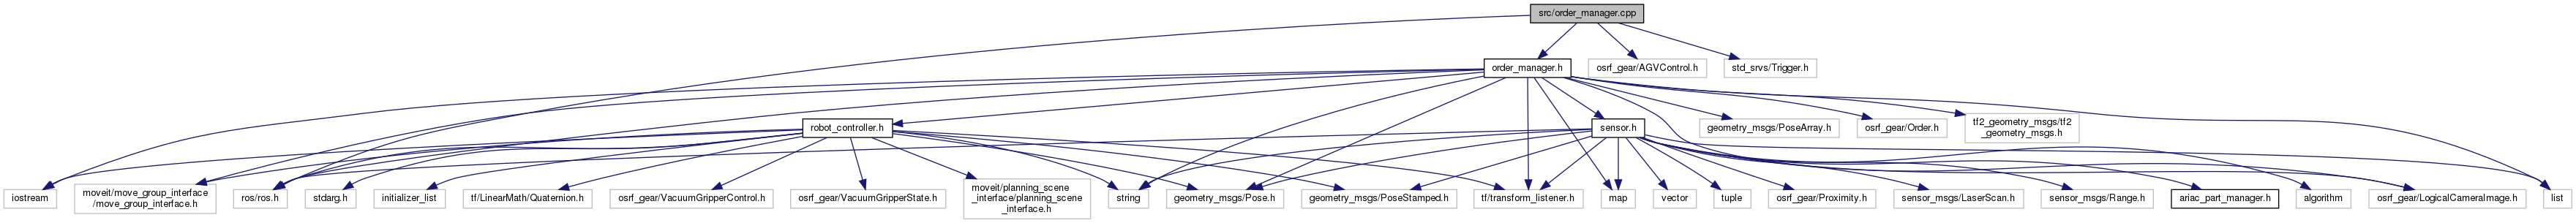 src/order_manager.cpp
order_manager.h
osrf_gear/AGVControl.h
std_srvs/Trigger.h
robot_controller.h
sensor.h
geometry_msgs/PoseArray.h
osrf_gear/Order.h
tf2_geometry_msgs/tf2
_geometry_msgs.h
iostream
moveit/move_group_interface
/move_group_interface.h
ros/ros.h
stdarg.h
initializer_list
tf/LinearMath/Quaternion.h
osrf_gear/VacuumGripperControl.h
osrf_gear/VacuumGripperState.h
moveit/planning_scene
_interface/planning_scene
_interface.h
string
geometry_msgs/Pose.h
geometry_msgs/PoseStamped.h
tf/transform_listener.h
map
vector
tuple
osrf_gear/Proximity.h
sensor_msgs/LaserScan.h
sensor_msgs/Range.h
ariac_part_manager.h
algorithm
osrf_gear/LogicalCameraImage.h
list